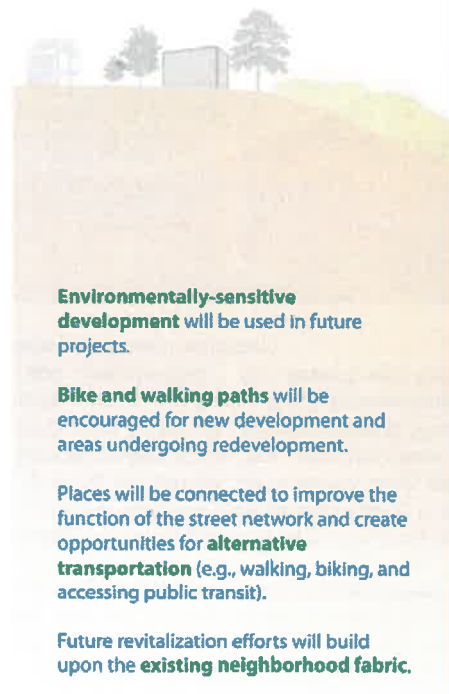 Environmentally-sensitive
development will be used in future
projects.
Bike and walking paths will be
encouraged for new development and
areas undergoing redevelopment.
Places will be connected to improve the
function of the street network and create
opportunities for alternative
transportation (e.g., walking, biking, and
accessing public transit).
Future revitalization efforts will build
upon the existing neighborhood fabric.